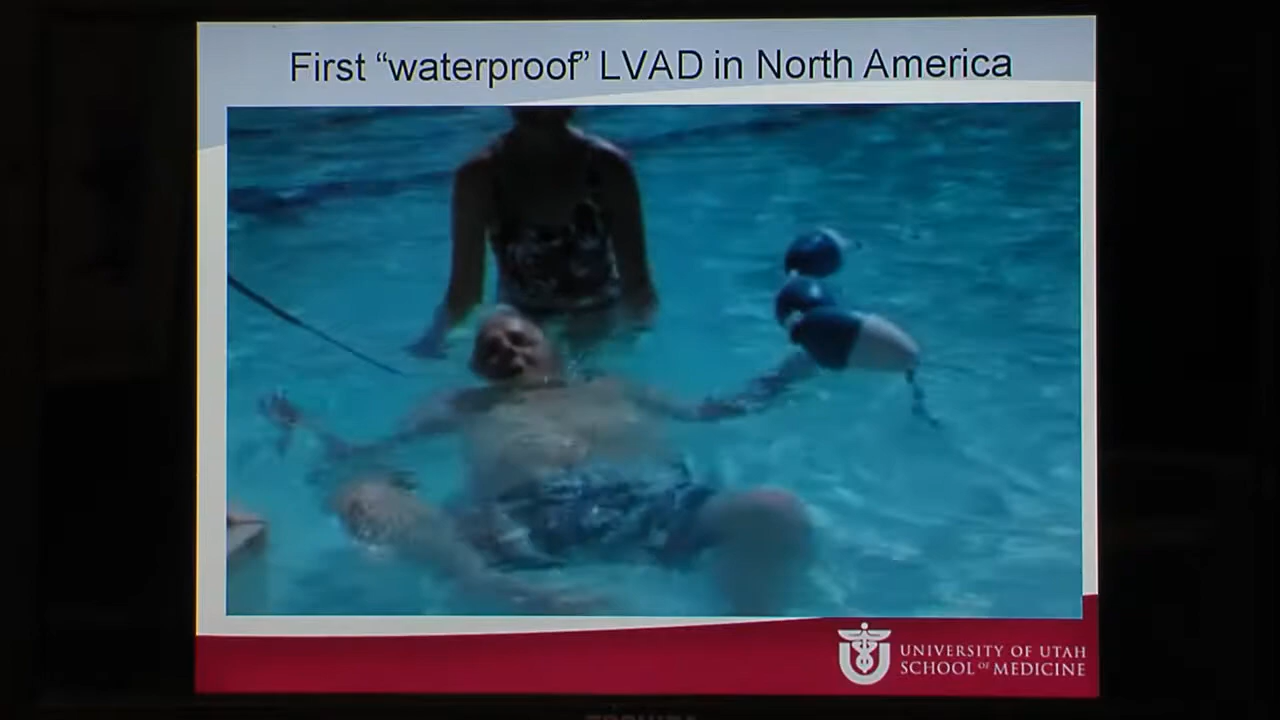 First “waterproof” LVAD in North America
UNIVERSITY OF UTAH
SCHOOL OF MEDICINE